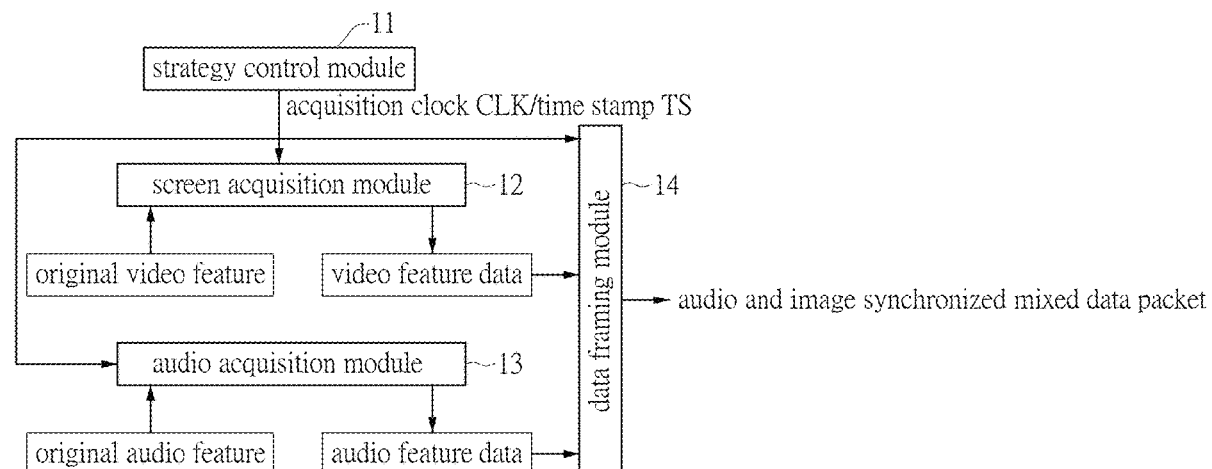 11
strategy control module
acquisition clock CLK/time stamp TS
screen acquisition module
12
14
original video feature
video feature data
data framing module
audio and image synchronized mixed data packet
audio acquisition module
13
original audio feature
audio feature data